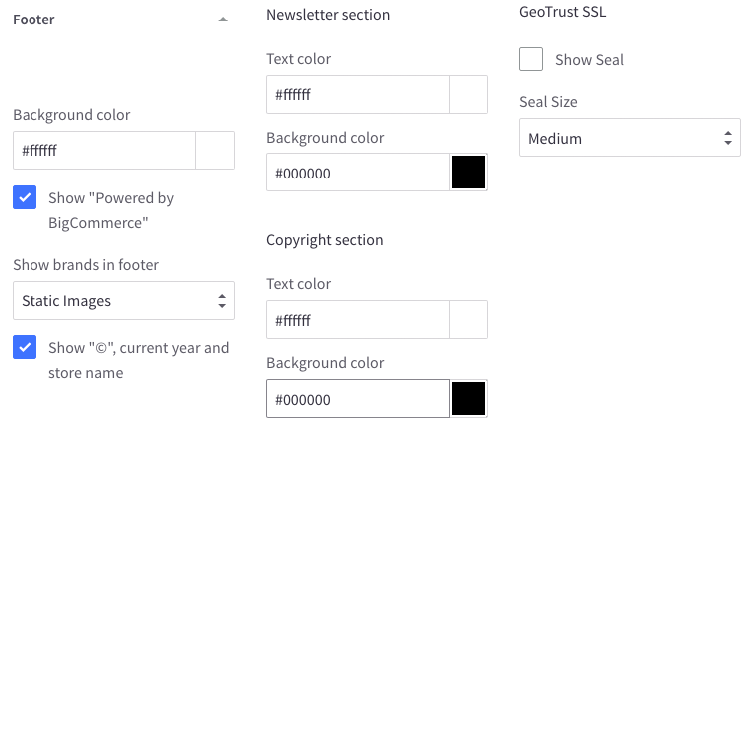 Footer
Background color
#ffffff
Show "Powered by
BigCommerce"
Show brands in footer
Static Images
Show "©", current year and
store name
Newsletter section
Text color
#ffffff
Background color
#000000
Copyright section
Text color
#ffffff
Background color
#000000
GeoTrust SSL
Show Seal
Seal Size
Medium